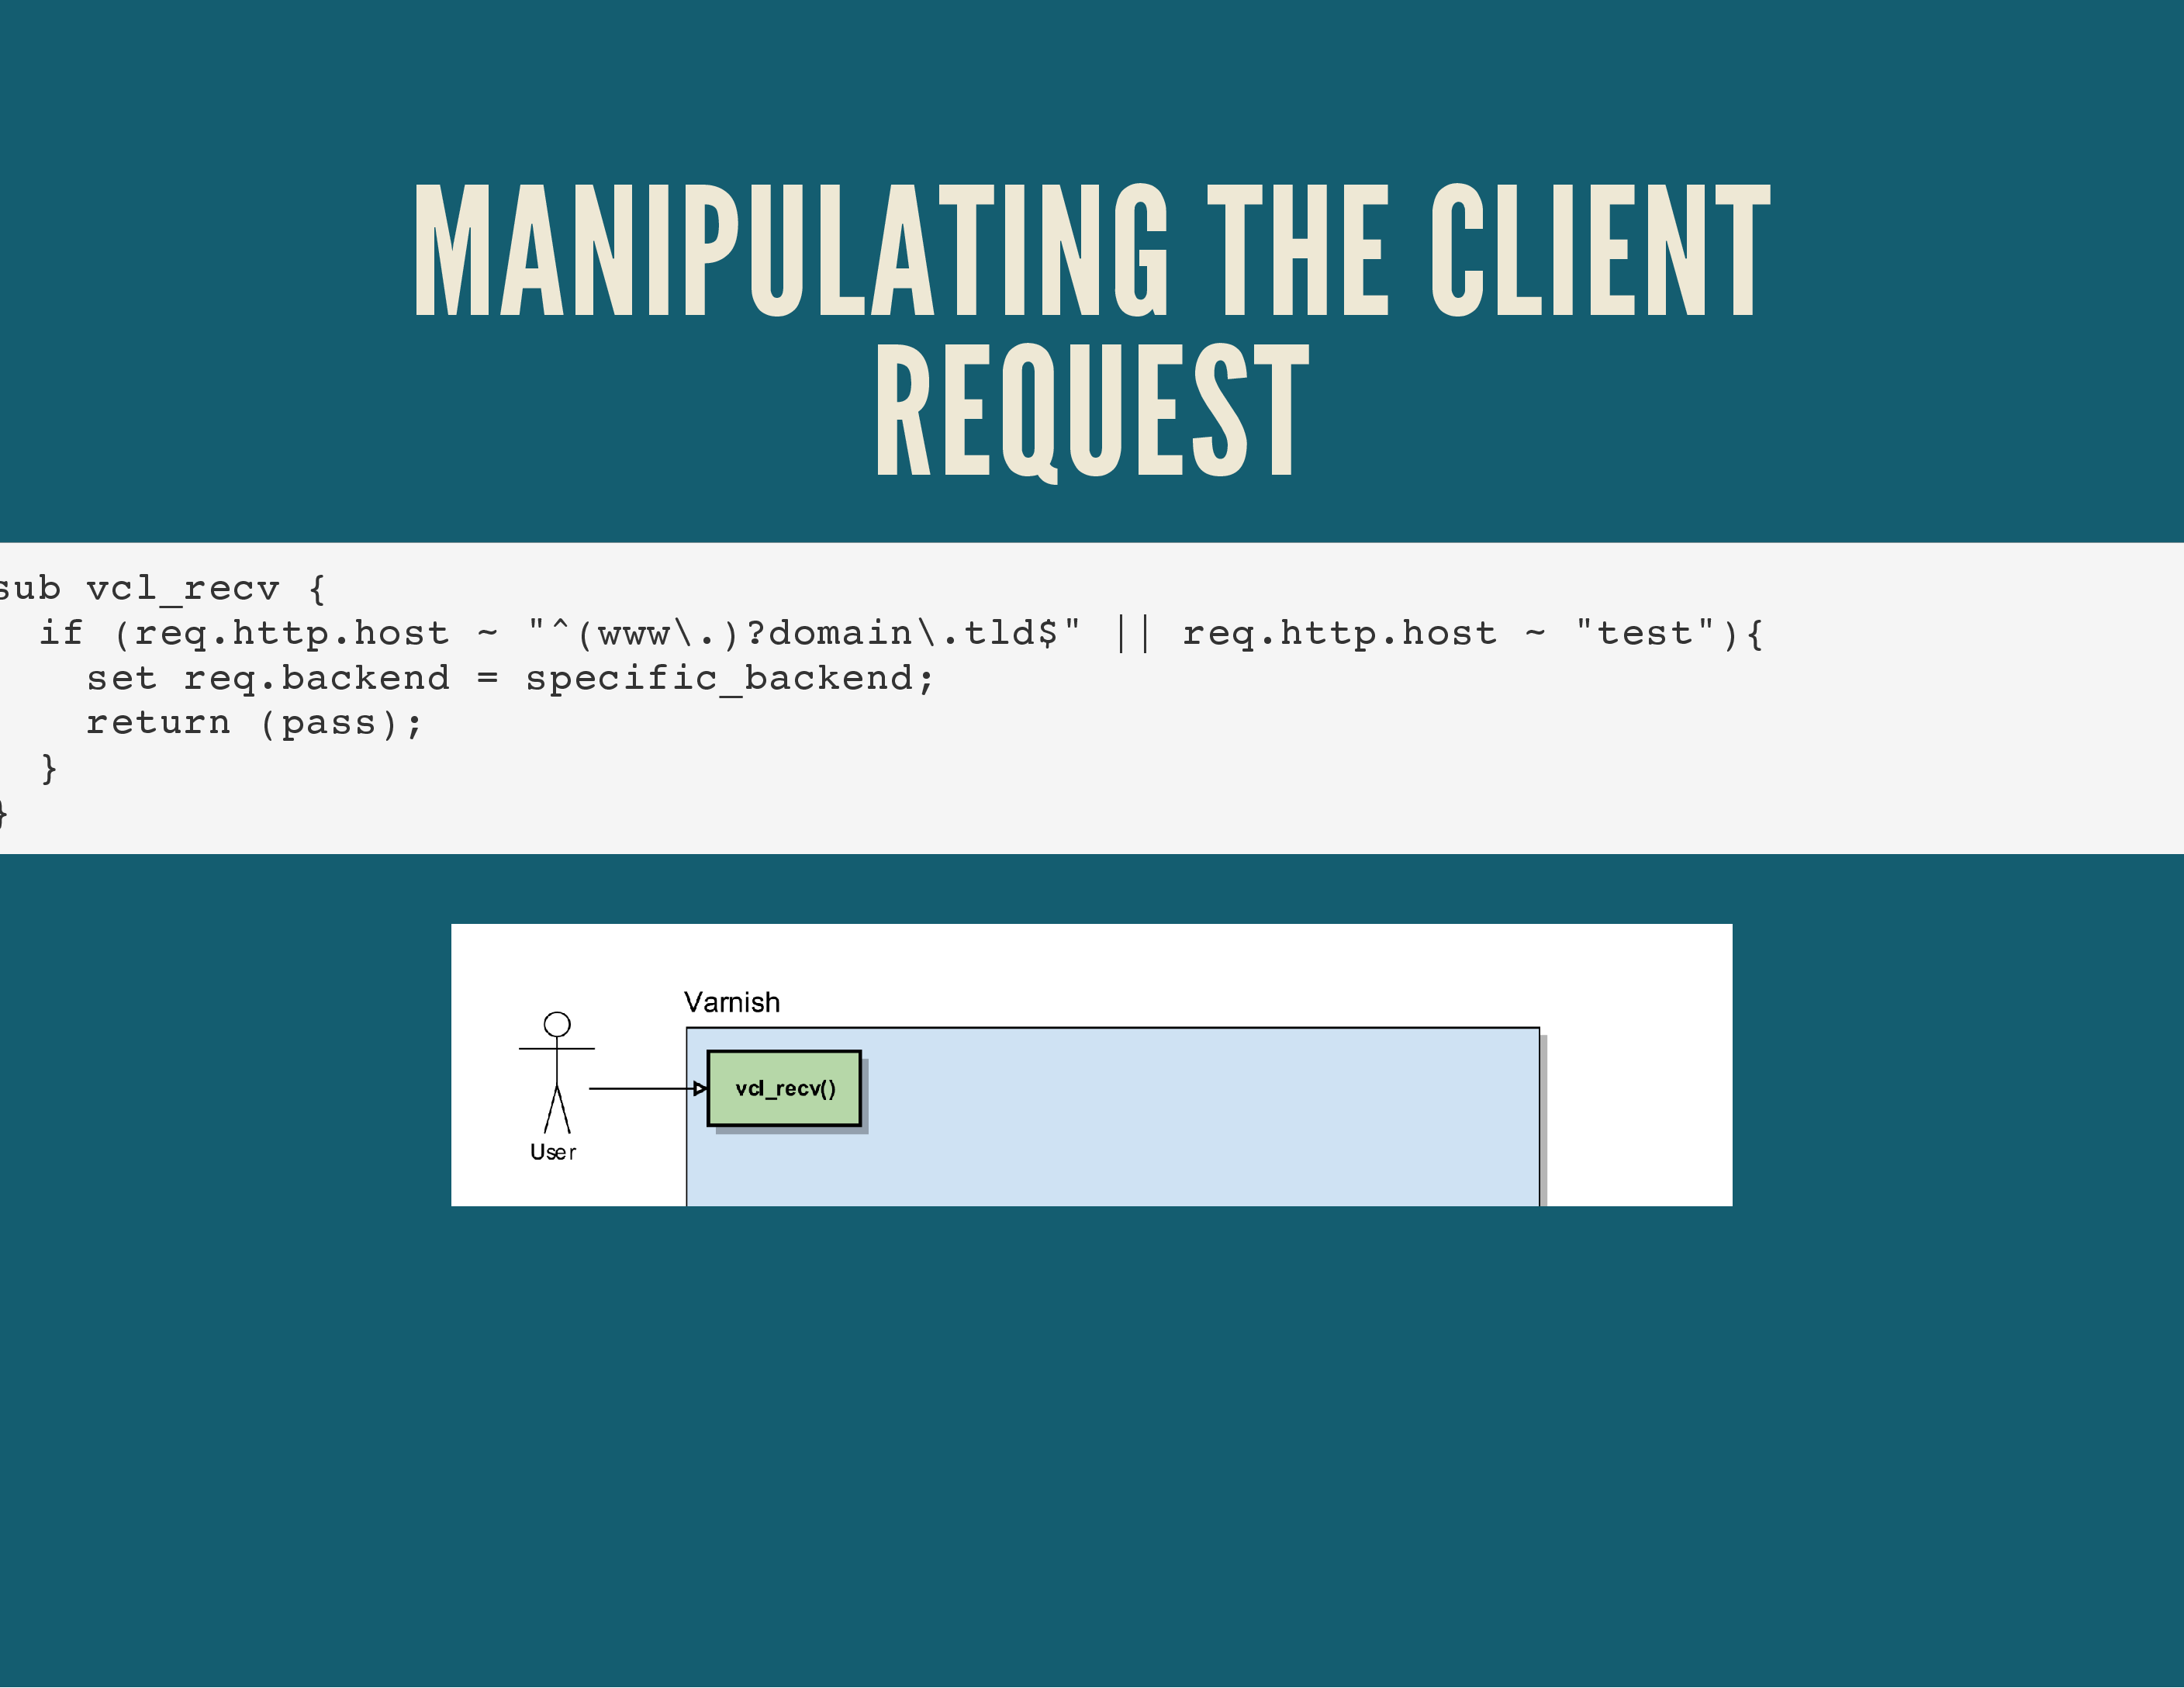 MANIPULATING THE CLIENT
REQUEST
sub vcl_recv {
  if (req.http.host ~ "^(www\.)?domain\.tld$" || req.http.host ~ "test"){
    set req.backend = specific_backend;
    return (pass);
  }
}
Varnish
vcl_recv()
User